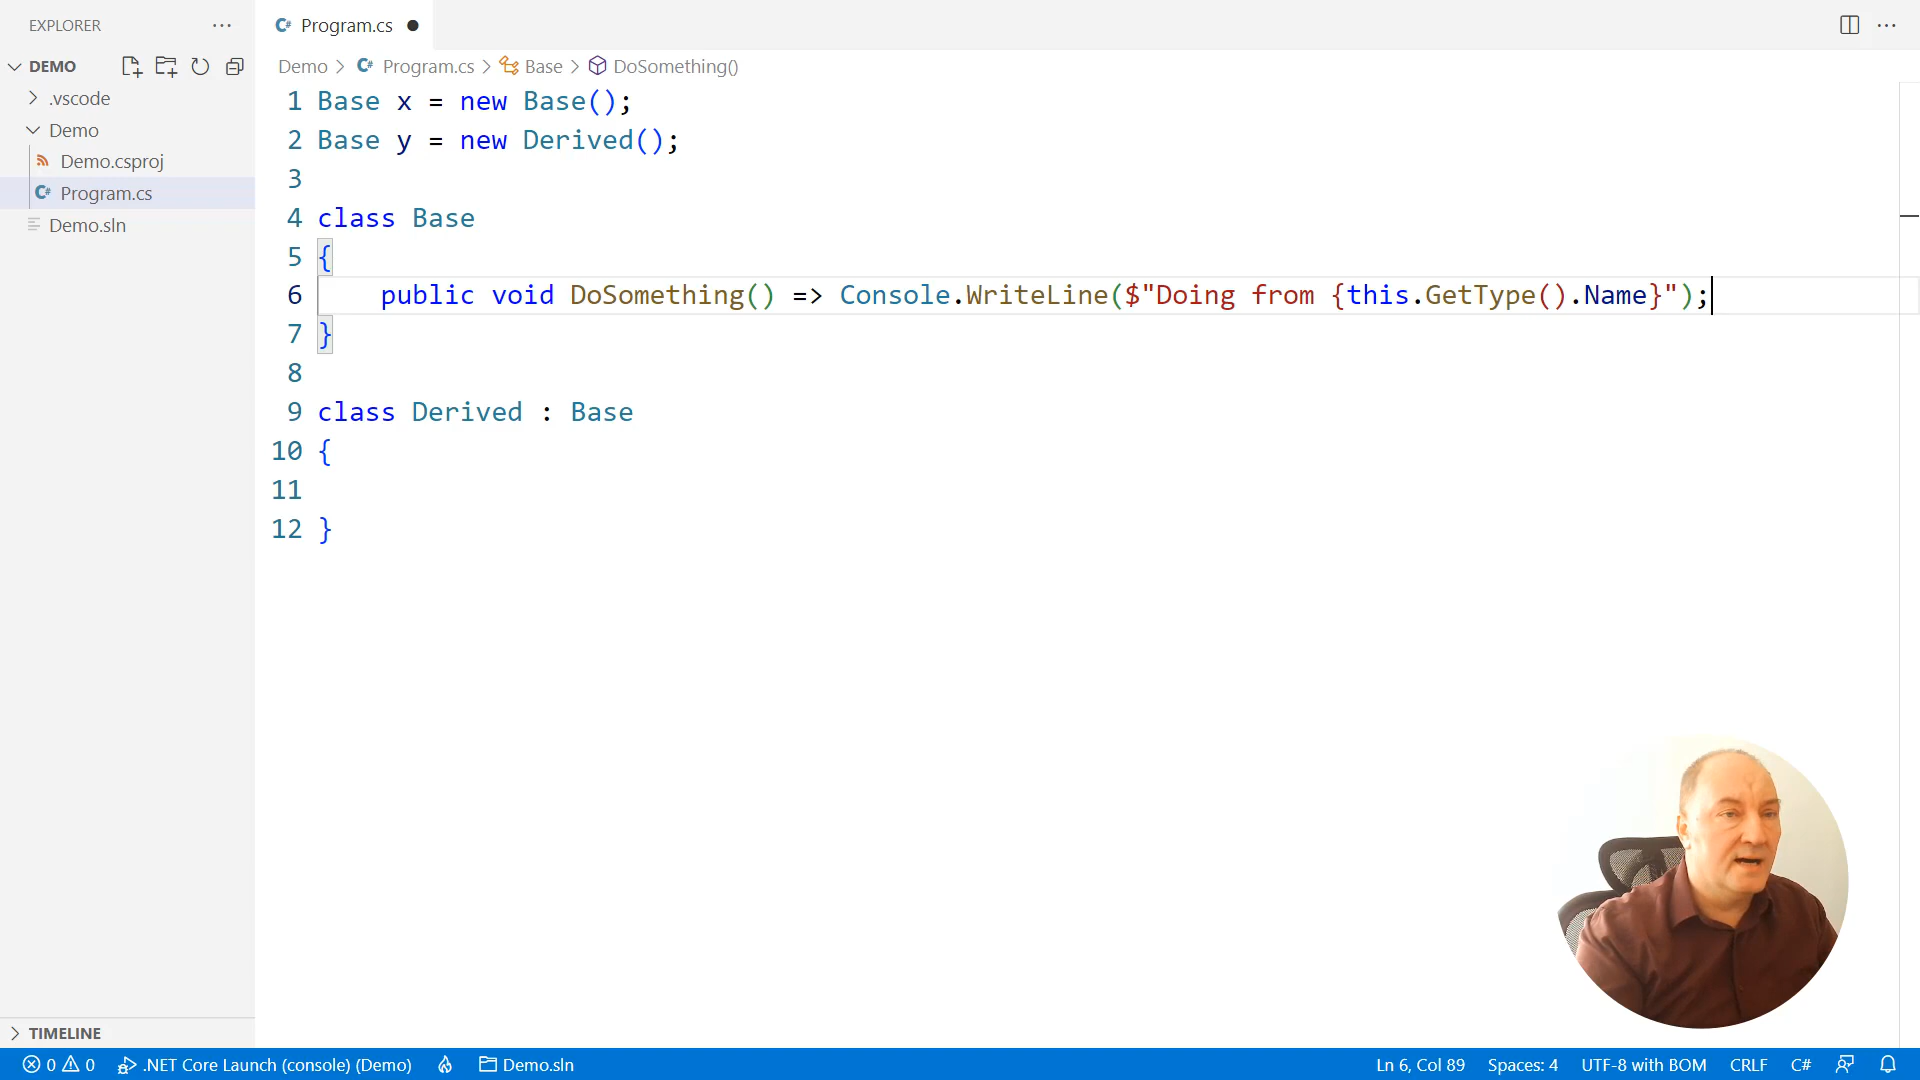 EXPLORER
DEMO
.vscode
Demo
Demo.csproj
Program.cs
Demo.sln
TIMELINE
Program.cs
Demo > Program.cs > Base > DoSomething()
1 Base x = new Base();
2 Base y = new Derived();
3
4 class Base
5 {
6     public void DoSomething() => Console.WriteLine($"Doing from {this.GetType().Name}");
7 }
8
9 class Derived : Base
10 {
11
12 }
0 0 .NET Core Launch (console) (Demo) Demo.sln Ln 6, Col 89 Spaces: 4 UTF-8 with BOM CRLF C#